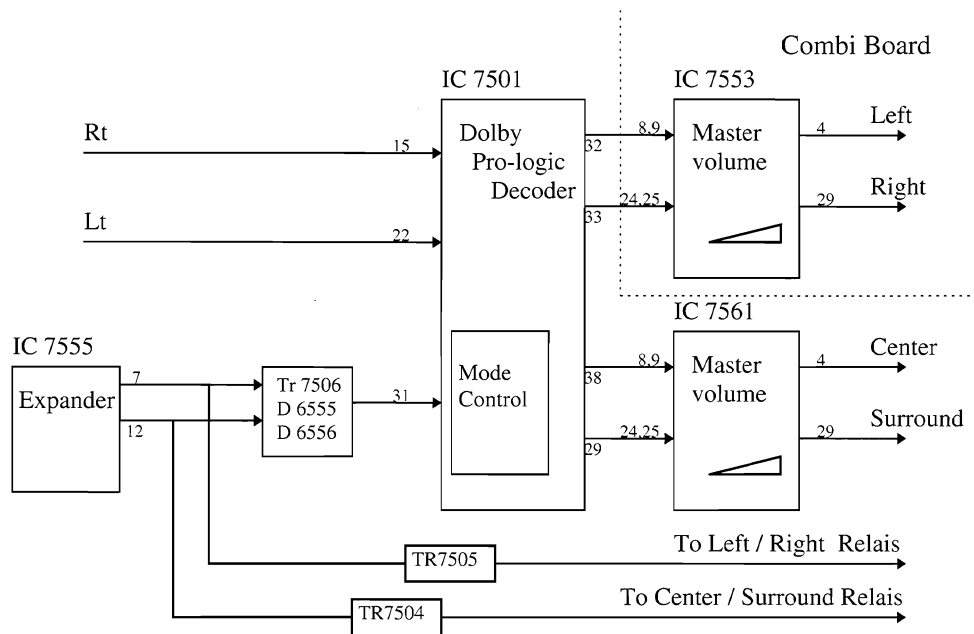 Combi Board
IC 7501
IC 7553
Rt
15
Dolby
Pro-logic
Decoder
32
8,9
Master
volume
4
Left
33
24,25
29
Right
Lt
22
IC 7561
IC 7555
Expander
7
12
Tr 7506
D 6555
D 6556
31
Mode
Control
38
8,9
Master
volume
4
Center
29
24,25
29
Surround
TR7505
To Left / Right Relais
TR7504
To Center / Surround Relais